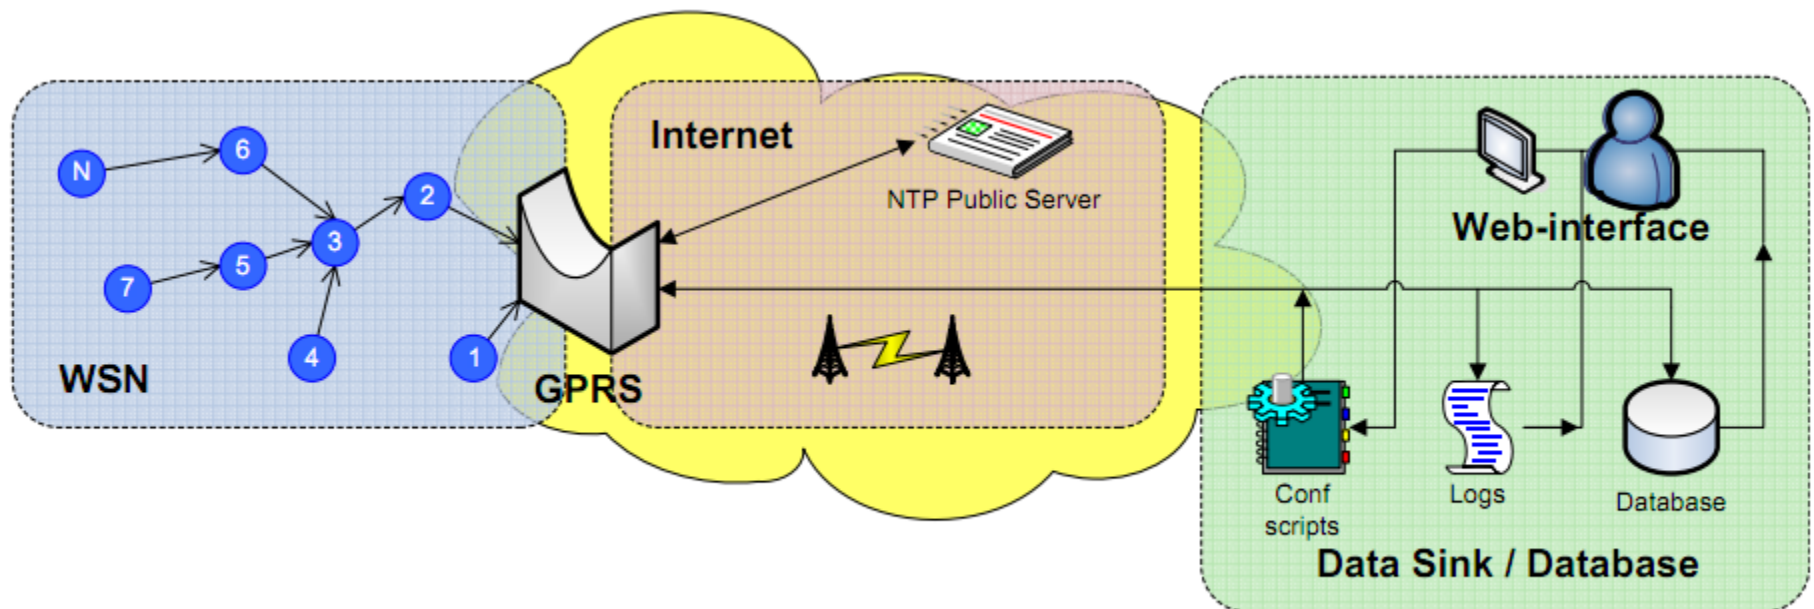 Internet
NTP Public Server
Web-interface
N
6
2
3
5
7
4
1
WSN
GPRS
Conf
scripts
Logs
Database
Data Sink / Database